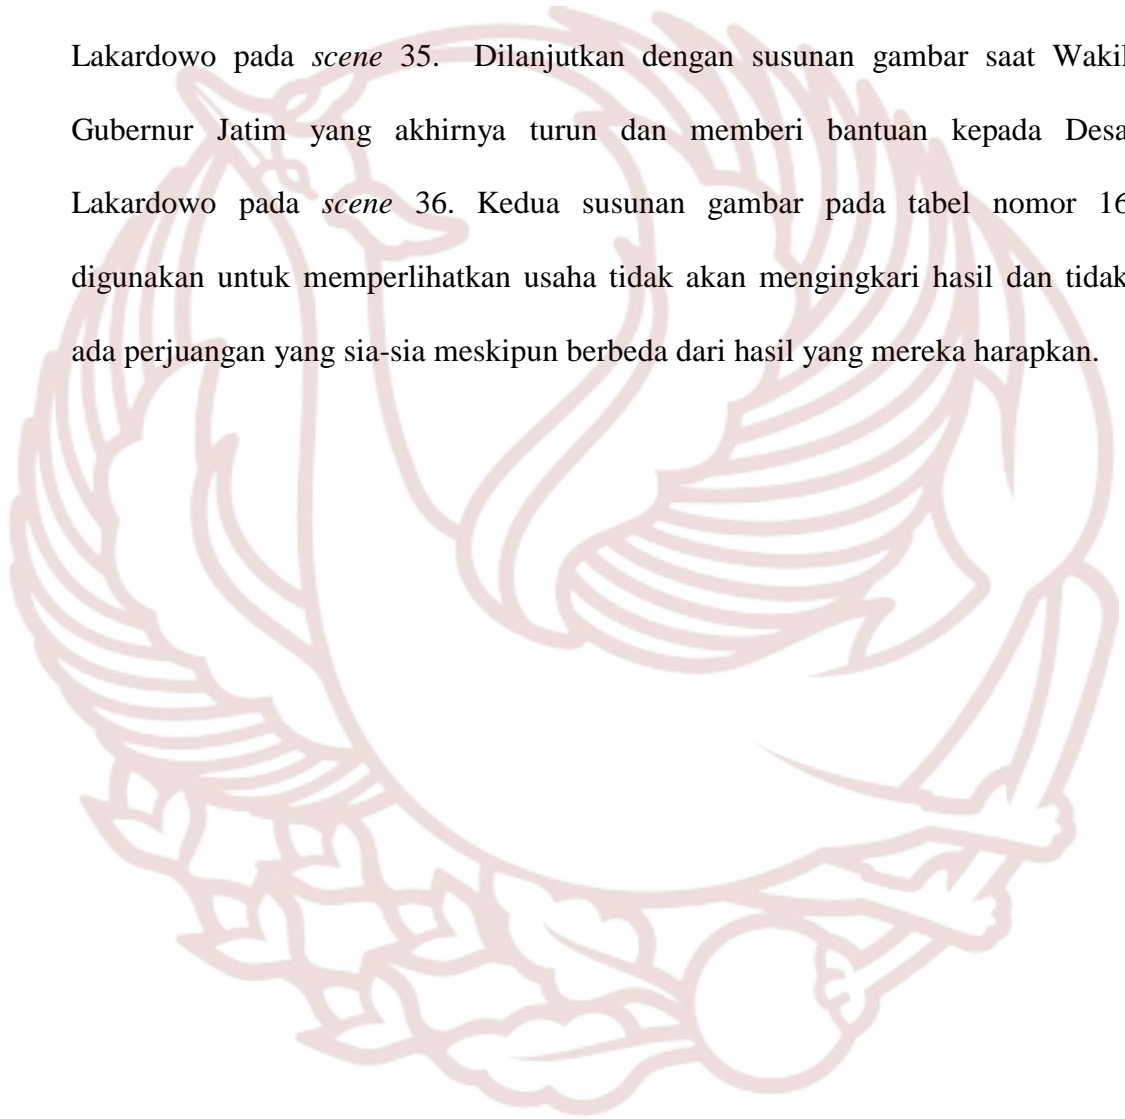 Lakardowo pada scene 35. Dilanjutkan dengan susunan gambar saat Wakil
Gubernur Jatim yang akhirnya turun dan memberi bantuan kepada Desa
Lakardowo pada scene 36. Kedua susunan gambar pada tabel nomor 16
digunakan untuk memperlihatkan usaha tidak akan mengingkari hasil dan tidak
ada perjuangan yang sia-sia meskipun berbeda dari hasil yang mereka harapkan.